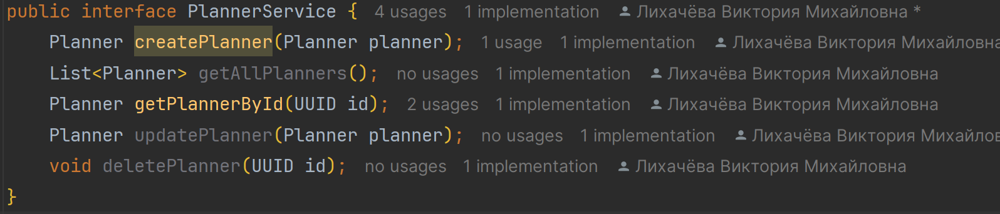 public interface PlannerService { 4 usages 1 implementation Лихачёва Виктория Михайловна *
Planner createPlanner(Planner planner); 1 usage 1 implementation Лихачёва Виктория Михайловна
List<Planner> getAllPlanners(); no usages 1 implementation Лихачёва Виктория Михайловна
Planner getPlannerById(UUID id); 2 usages 1 implementation Лихачёва Виктория Михайловна
Planner updatePlanner(Planner planner); no usages 1 implementation Лихачёва Виктория
void deletePlanner(UUID id); no usages 1 implementation Лихачёва Виктория Михайловна
}